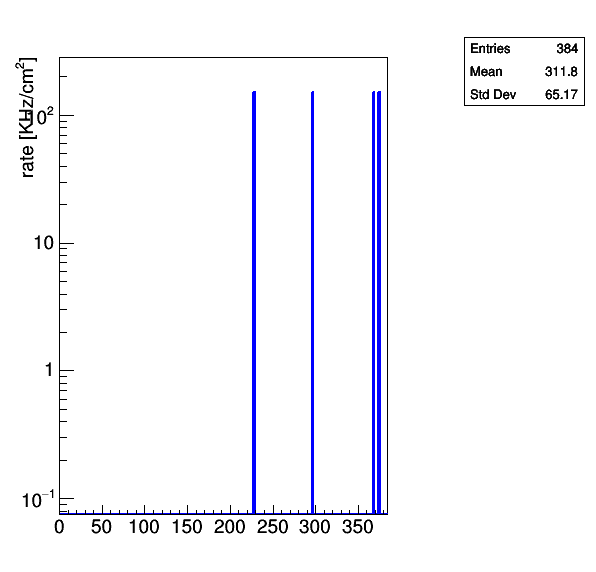 Entries 384
Mean 311.8
Std Dev 65.17
rate [KHz/cm²]
10²
10
1
10⁻¹
0 50 100 150 200 250 300 350